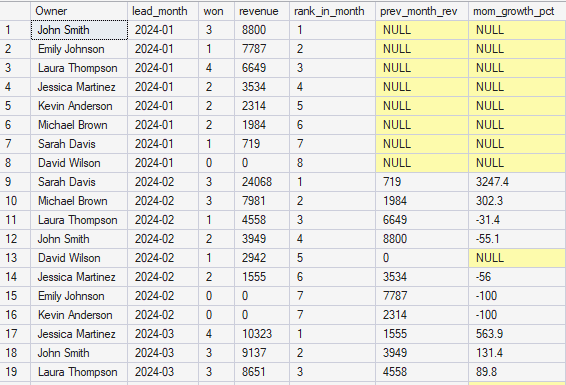 Owner lead_month won revenue rank_in_month prev_month_rev mom_growth_pct
1 John Smith 2024-01 3 8800 1 NULL NULL
2 Emily Johnson 2024-01 1 7787 2 NULL NULL
3 Laura Thompson 2024-01 4 6649 3 NULL NULL
4 Jessica Martinez 2024-01 2 3534 4 NULL NULL
5 Kevin Anderson 2024-01 2 2314 5 NULL NULL
6 Michael Brown 2024-01 2 1984 6 NULL NULL
7 Sarah Davis 2024-01 1 719 7 NULL NULL
8 David Wilson 2024-01 0 0 8 NULL NULL
9 Sarah Davis 2024-02 3 24068 1 719 3247.4
10 Michael Brown 2024-02 3 7981 2 1984 302.3
11 Laura Thompson 2024-02 1 4558 3 6649 -31.4
12 John Smith 2024-02 2 3949 4 8800 -55.1
13 David Wilson 2024-02 1 2942 5 0 NULL
14 Jessica Martinez 2024-02 2 1555 6 3534 -56
15 Emily Johnson 2024-02 0 0 7 7787 -100
16 Kevin Anderson 2024-02 0 0 7 2314 -100
17 Jessica Martinez 2024-03 4 10323 1 1555 563.9
18 John Smith 2024-03 3 9137 2 3949 131.4
19 Laura Thompson 2024-03 3 8651 3 4558 89.8